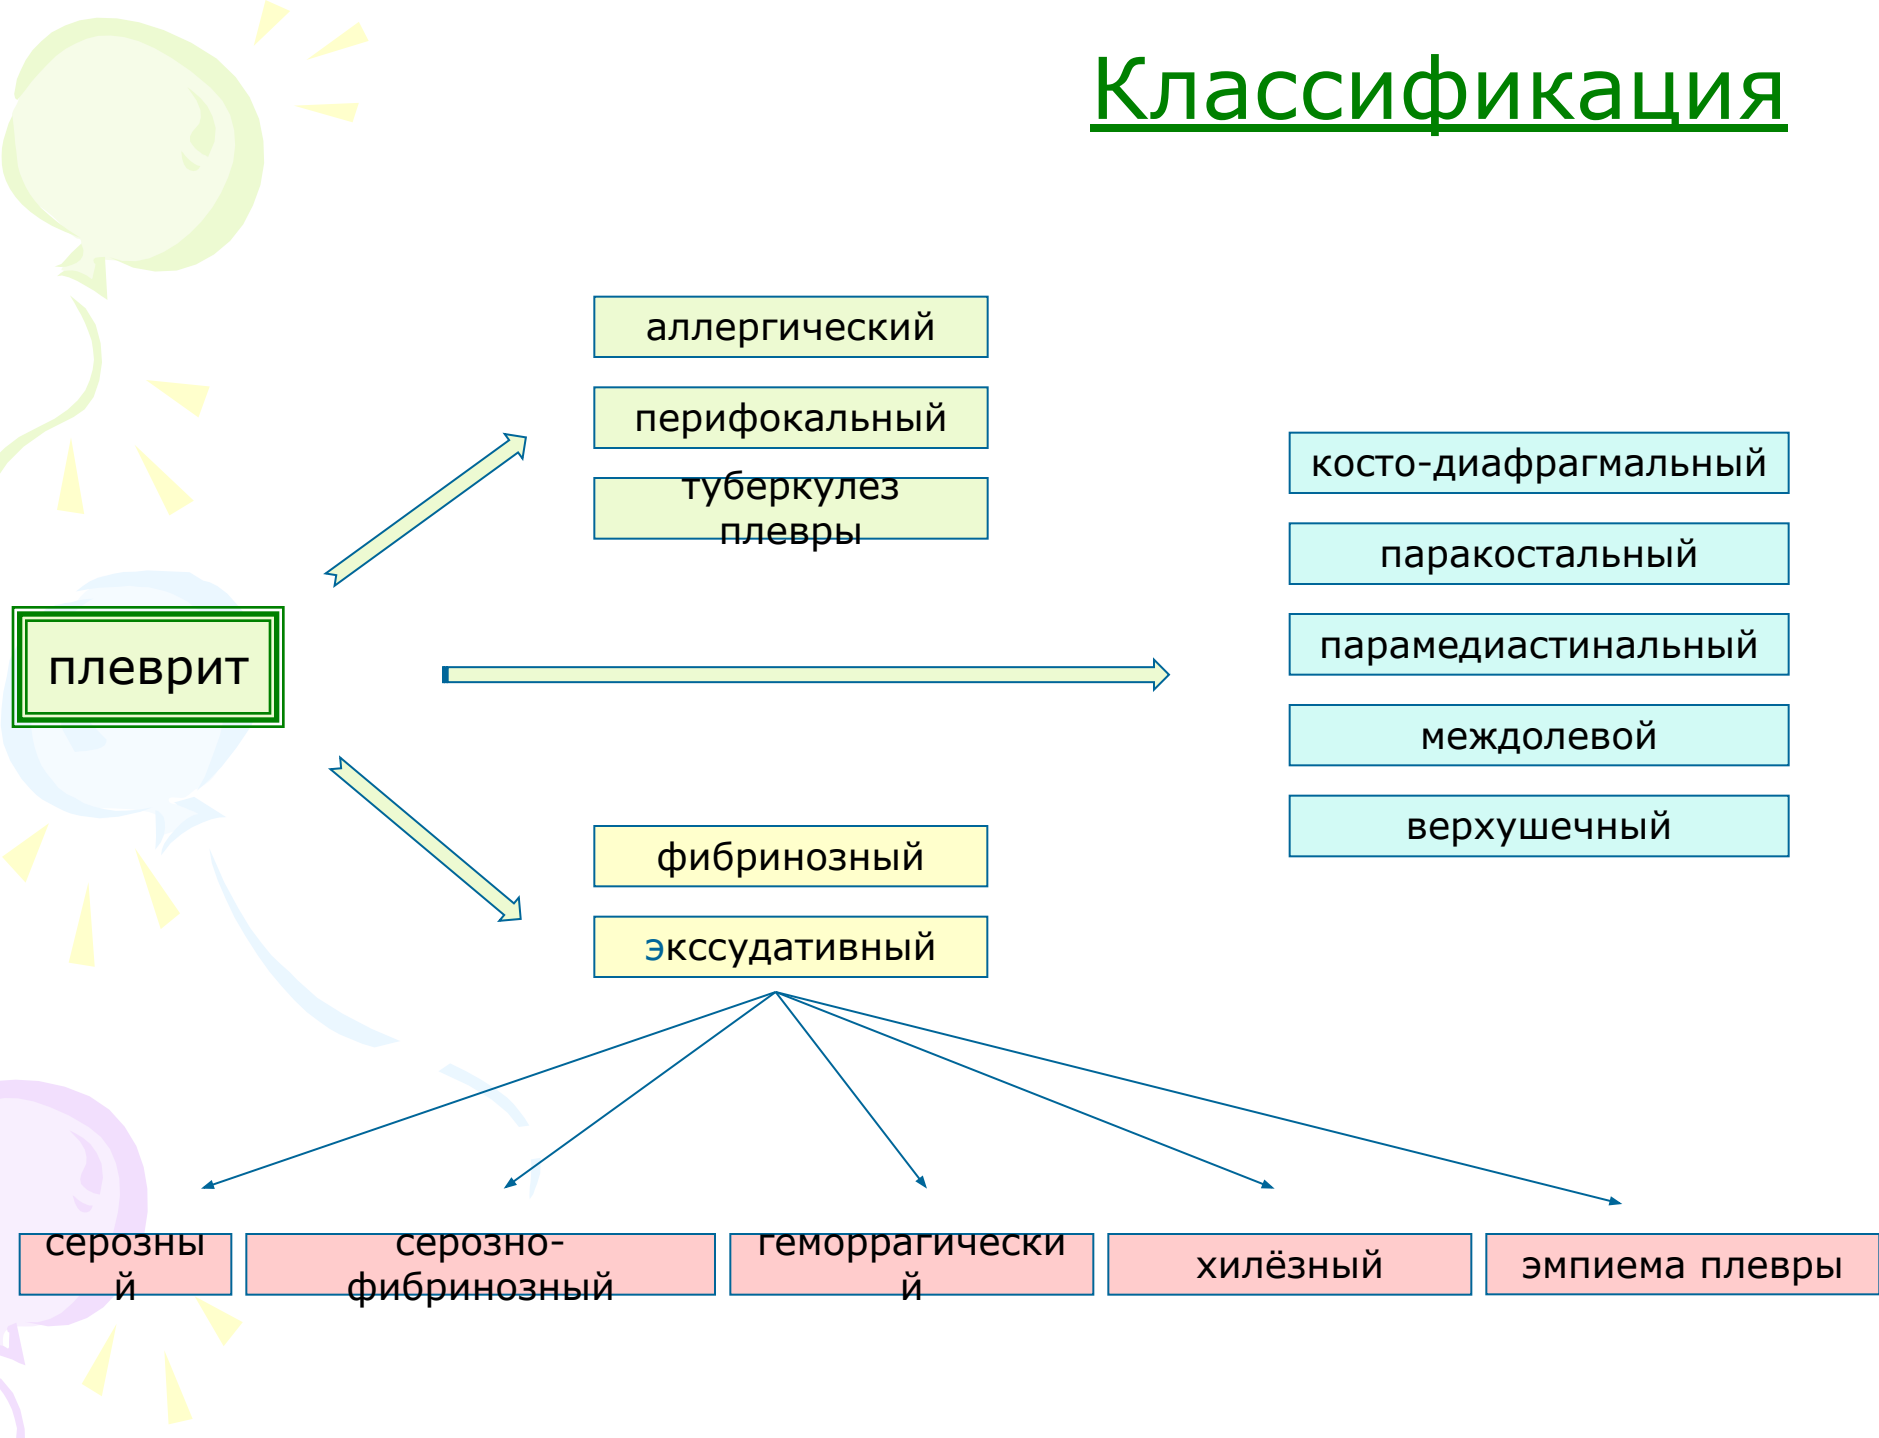 Классификация
аллергический
перифокальный
туберкулез
плевры
косто-диафрагмальный
паракостальный
парамедиастинальный
междолевой
верхушечный
плеврит
фибринозный
экссудативный
серозны
й
серозно-
фибринозный
геморрагически
й
хилёзный
эмпиема плевры